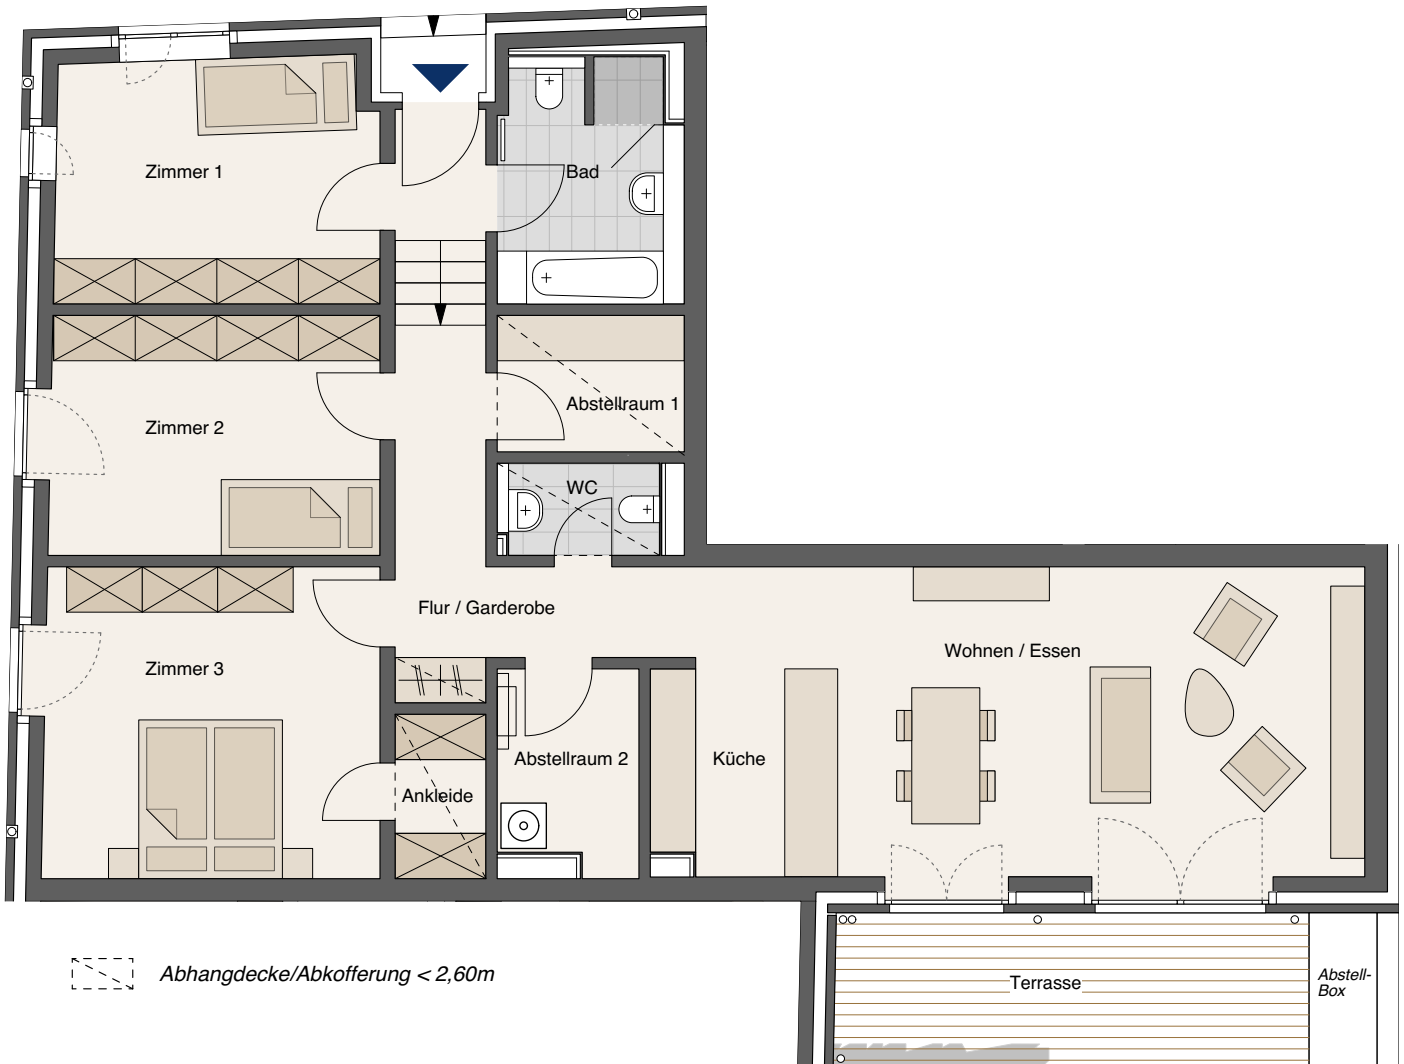 Zimmer 1
Bad
Abstellraum 1
Zimmer 2
WC
Flur / Garderobe
Wohnen / Essen
Zimmer 3
Abstellraum 2
Küche
Ankleide
Abhangdecke/Abkofferung < 2,60m
Terrasse
Abstell-
Box